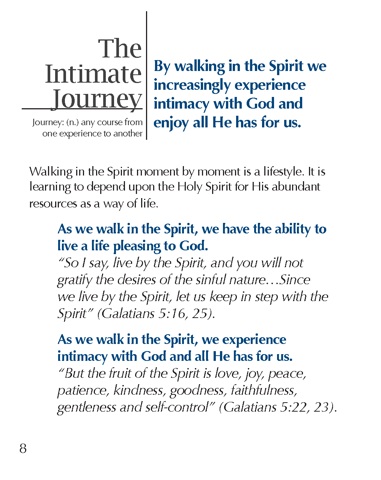 The
Intimate
Journey
Journey: (n.) any course from
one experience to another
By walking in the Spirit we
increasingly experience
intimacy with God and
enjoy all He has for us.
Walking in the Spirit moment by moment is a lifestyle. It is
learning to depend upon the Holy Spirit for His abundant
resources as a way of life.
As we walk in the Spirit, we have the ability to
live a life pleasing to God.
“So I say, live by the Spirit, and you will not
gratify the desires of the sinful nature…Since
we live by the Spirit, let us keep in step with the
Spirit” (Galatians 5:16, 25).
As we walk in the Spirit, we experience
intimacy with God and all He has for us.
“But the fruit of the Spirit is love, joy, peace,
patience, kindness, goodness, faithfulness,
gentleness and self-control” (Galatians 5:22, 23).
8